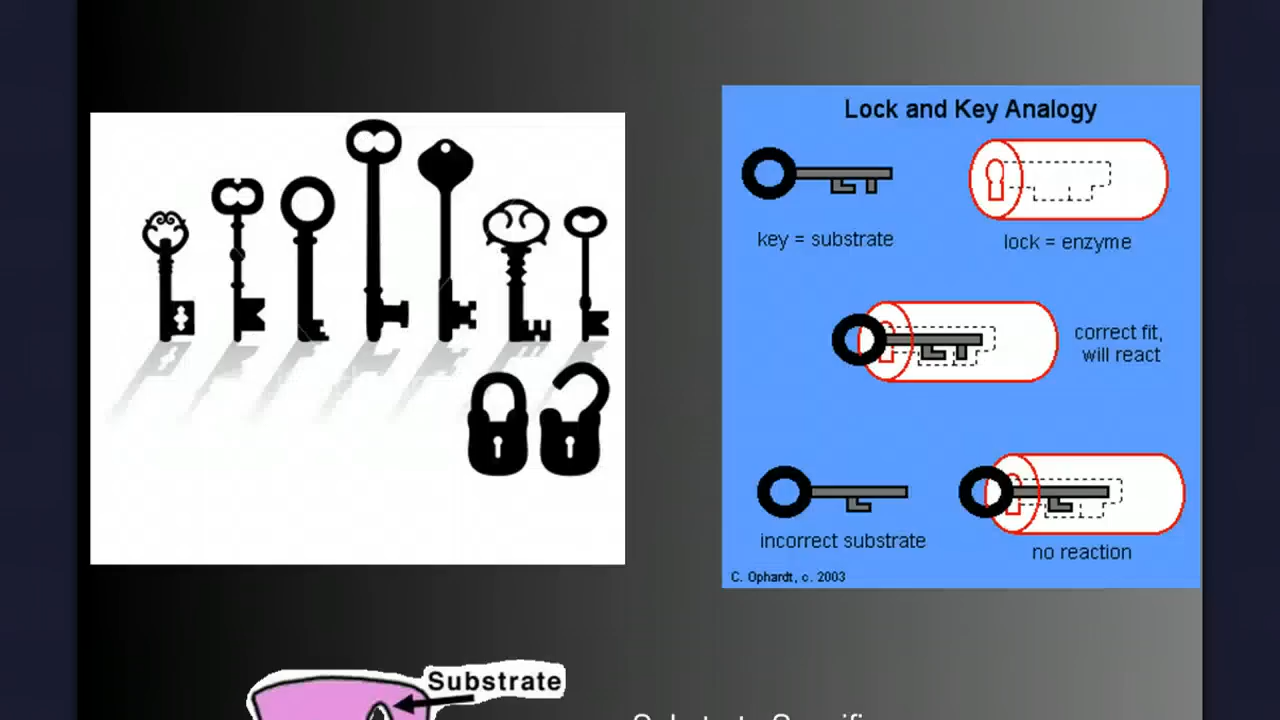 Lock and Key Analogy
key = substrate
lock = enzyme
correct fit,
will react
incorrect substrate
no reaction
C. Ophardt, c. 2003
Substrate